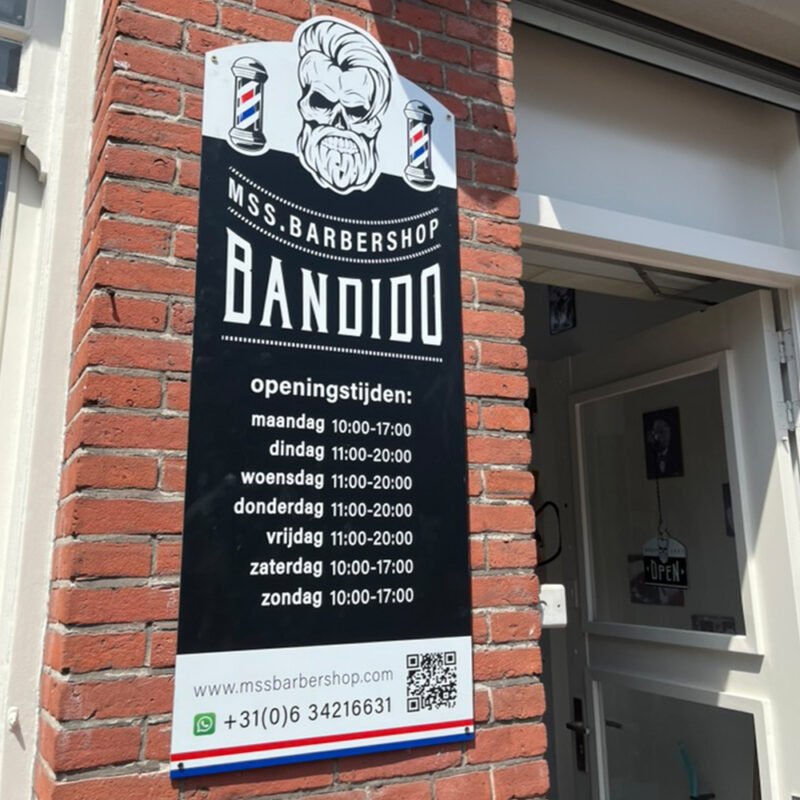 MSS.BARBERSHOP
BANDIDO
openingstijden:
maandag 10:00-17:00
dindag 11:00-20:00
woensdag 11:00-20:00
donderdag 11:00-20:00
vrijdag 11:00-20:00
zaterdag 10:00-17:00
zondag 10:00-17:00
www.mssbarbershop.com
+31(0)6 34216631
OPEN